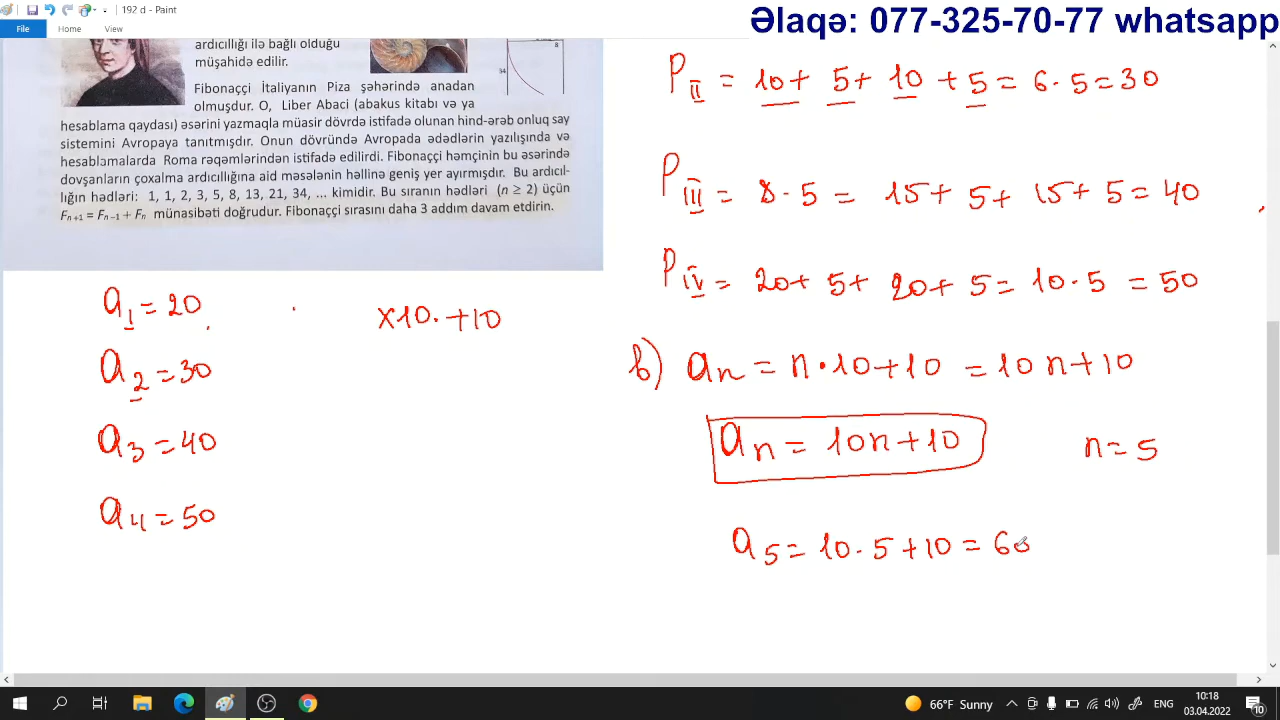 192 d - Paint
Əlaqə: 077-325-70-77 whatsapp
File Home View
ardıcıllığı ilə bağlı olduğu
müşahidə edilir.
8
34
Fibonaççi İtaliyanın Piza şəhərində anadan
olmuşdur. O, Liber Abaci (abakus kitabı və ya
hesablama qaydası) əsərini yazmaqla müasir dövrdə istifadə olunan hind-ərəb onluq say
sistemini Avropaya tanıtmışdır. Onun dövründə Avropada ədədlərin yazılışında və
hesablamalarda Roma rəqəmlərindən istifadə edilirdi. Fibonaççi həmçinin bu əsərində
dovşanların çoxalma ardıcıllığına aid məsələnin həllinə geniş yer ayırmışdır. Bu ardıcıl-
lığın hədləri: 1, 1, 2, 3, 5, 8, 13, 21, 34, ... kimidir. Bu sıranın hədləri (n ≥ 2) üçün
Fn+1 = Fn−1 + Fn münasibəti doğrudur. Fibonaççi sırasını daha 3 addım davam etdirin.
a1 = 20
x10. +10
a2 = 30
a3 = 40
a4 = 50
PII = 10+ 5+ 10 + 5 = 6·5 = 30
PIII = 8·5 = 15+ 5+ 15+ 5 = 40
PIV = 20+ 5+ 20+ 5 = 10·5 = 50
b) an = n·10+10 = 10n+10
an = 10n+10 n = 5
a5 = 10·5+10 = 60
66°F Sunny
ENG
10:18
03.04.2022
10